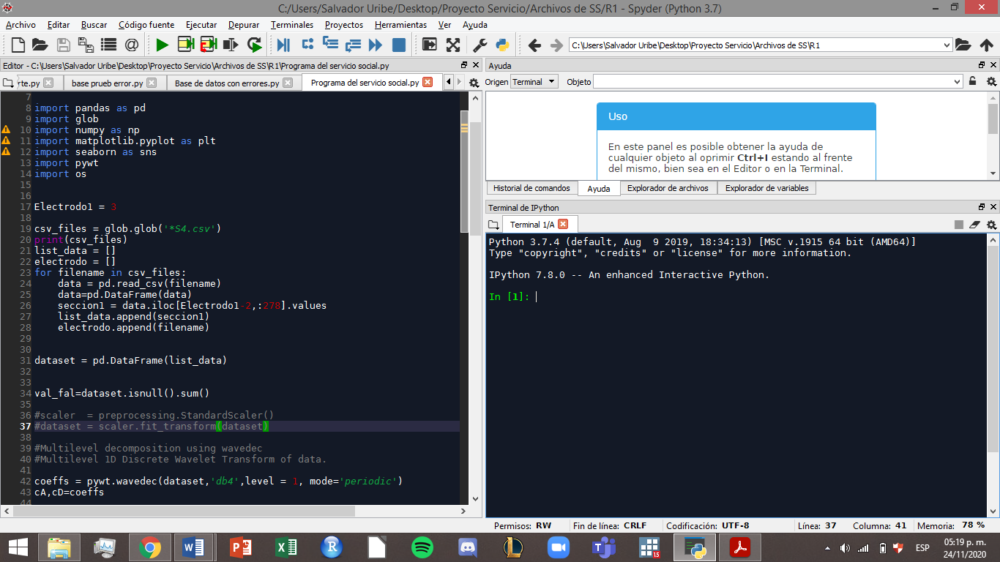 C:/Users/Salvador Uribe/Desktop/Proyecto Servicio/Archivos de SS/R1 - Spyder (Python 3.7)
Archivo Editar Buscar Código fuente Ejecutar Depurar Terminales Proyectos Herramientas Ver Ayuda
C:\Users\Salvador Uribe\Desktop\Proyecto Servicio\Archivos de SS\R1
Editor - C:\Users\Salvador Uribe\Desktop\Proyecto Servicio\Archivos de SS\R1\Programa del servicio social.py
rte.py base prueb error.py Base de datos con errores.py Programa del servicio social.py
7
8 import pandas as pd
9 import glob
10 import numpy as np
11 import matplotlib.pyplot as plt
12 import seaborn as sns
13 import pywt
14 import os
15
16
17 Electrodo1 = 3
18
19 csv_files = glob.glob('*S4.csv')
20 print(csv_files)
21 list_data = []
22 electrodo = []
23 for filename in csv_files:
24     data = pd.read_csv(filename)
25     data=pd.DataFrame(data)
26     seccion1 = data.iloc[Electrodo1-2,:278].values
27     list_data.append(seccion1)
28     electrodo.append(filename)
29
30
31 dataset = pd.DataFrame(list_data)
32
33
34 val_fal=dataset.isnull().sum()
35
36 #scaler  = preprocessing.StandardScaler()
37 #dataset = scaler.fit_transform(dataset)
38
39 #Multilevel decomposition using wavedec
40 #Multilevel 1D Discrete Wavelet Transform of data.
41
42 coeffs = pywt.wavedec(dataset,'db4',level = 1, mode='periodic')
43 cA,cD=coeffs
44
Ayuda
Origen Terminal Objeto
Uso
En este panel es posible obtener la ayuda de
cualquier objeto al oprimir Ctrl+I estando al frente
del mismo, bien sea en el Editor o en la Terminal.
Historial de comandos Ayuda Explorador de archivos Explorador de variables
Terminal de IPython
Terminal 1/A
Python 3.7.4 (default, Aug  9 2019, 18:34:13) [MSC v.1915 64 bit (AMD64)]
Type "copyright", "credits" or "license" for more information.
IPython 7.8.0 -- An enhanced Interactive Python.
In [1]:
Permisos: RW Fin de línea: CRLF Codificación: UTF-8 Línea: 37 Columna: 41 Memoria: 78 %
15
ESP
05:19 p. m.
24/11/2020